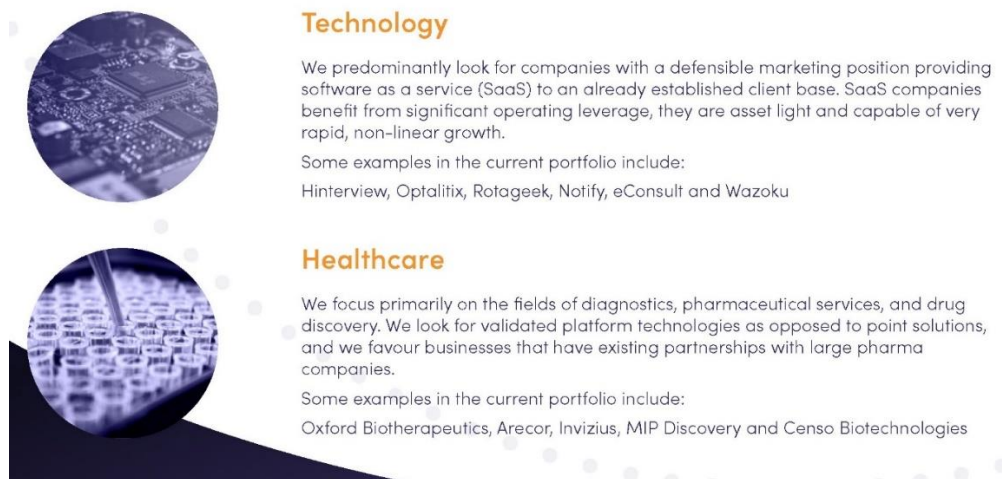 Technology
We predominantly look for companies with a defensible marketing position providing
software as a service (SaaS) to an already established client base. SaaS companies
benefit from significant operating leverage, they are asset light and capable of very
rapid, non-linear growth.
Some examples in the current portfolio include:
Hinterview, Optalitix, Rotageek, Notify, eConsult and Wazoku
Healthcare
We focus primarily on the fields of diagnostics, pharmaceutical services, and drug
discovery. We look for validated platform technologies as opposed to point solutions,
and we favour businesses that have existing partnerships with large pharma
companies.
Some examples in the current portfolio include:
Oxford Biotherapeutics, Arecor, Invizius, MIP Discovery and Censo Biotechnologies